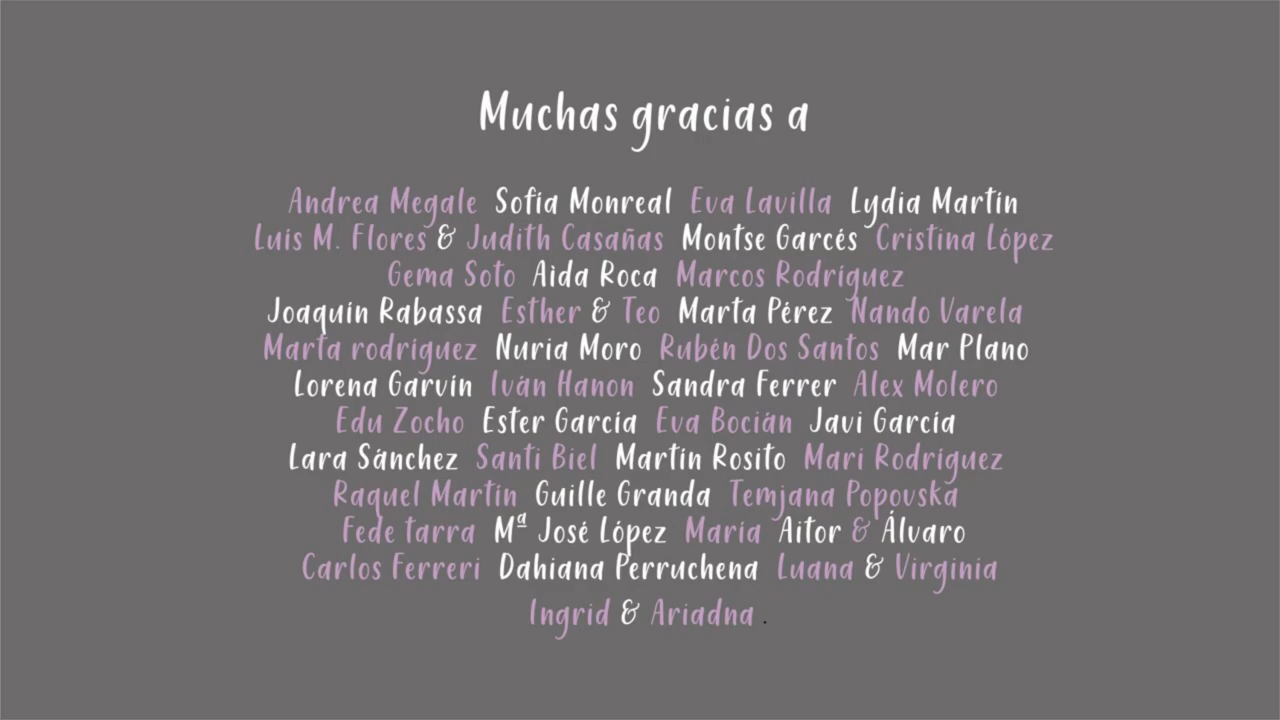 Muchas gracias a
Andrea Megale Sofía Monreal Eva Lavilla Lydia Martín
Luís M. Flores & Judith Casañas Montse Garcés Cristina López
Gema Soto Aìda Roca Marcos Rodríguez
Joaquín Rabassa Esther & Teo Marta Pérez Nando Varela
Marta rodríguez Nuria Moro Rubén Dos Santos Mar Plano
Lorena Garvín Iván Hanon Sandra Ferrer Alex Molero
Edu Zocho Ester García Eva Bocián Javi García
Lara Sánchez Santi Biel Martín Rosito Mari Rodríguez
Raquel Martín Guille Granda Temjana Popovska
Fede tarra Mª José López María Aitor & Álvaro
Carlos Ferreri Dahiana Perruchena Luana & Virginia
Ingrid & Ariadna .